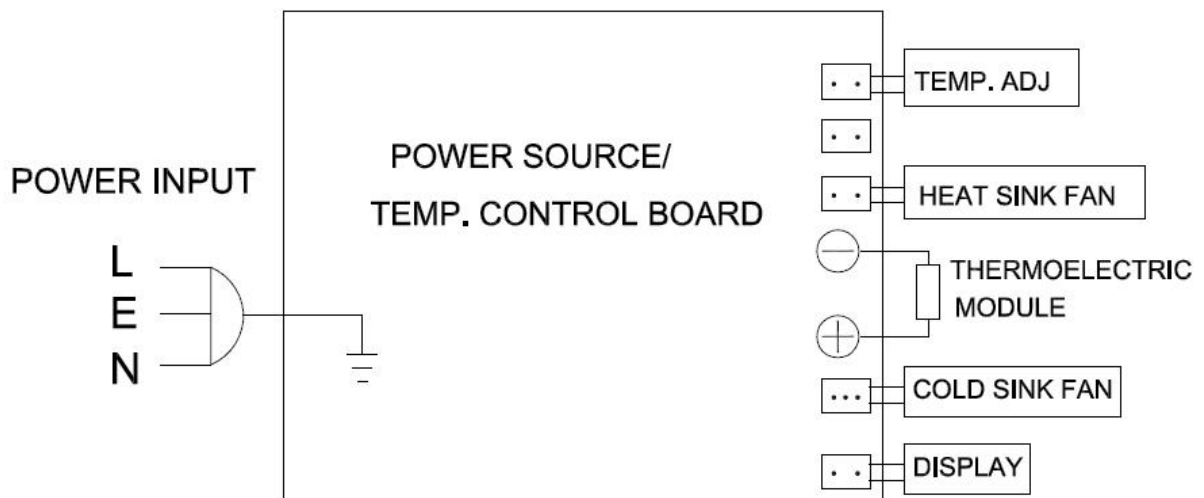 POWER INPUT
L
E
N
POWER SOURCE/
TEMP. CONTROL BOARD
TEMP. ADJ
HEAT SINK FAN
THERMOELECTRIC
MODULE
COLD SINK FAN
DISPLAY